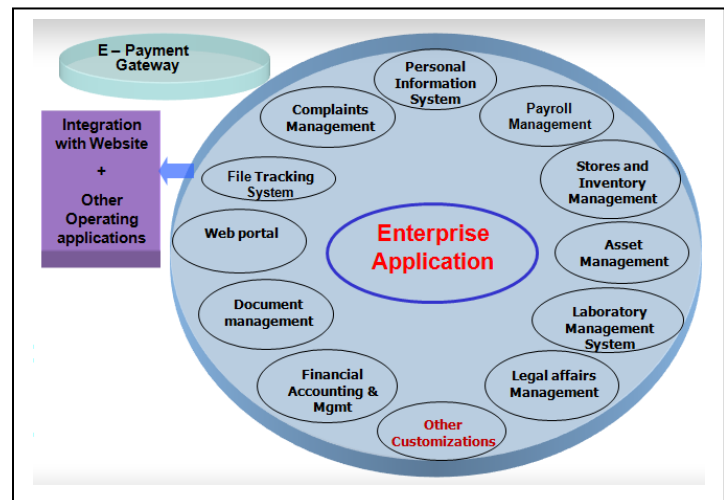 E – Payment
Gateway
Integration
with Website
+
Other
Operating
applications
Personal
Information
System
Payroll
Management
Stores and
Inventory
Management
Asset
Management
Laboratory
Management
System
Legal affairs
Management
Other
Customizations
Financial
Accounting &
Mgmt
Document
management
Web portal
File Tracking
System
Complaints
Management
Enterprise
Application